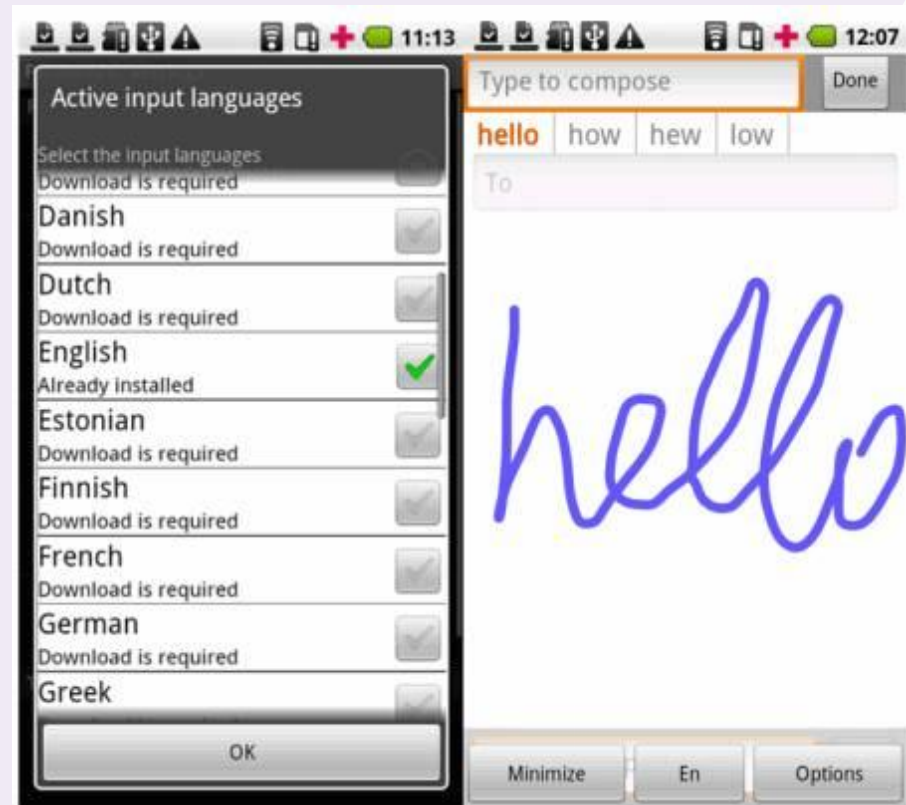 11:13
Active input languages
Select the input languages
Download is required
Danish
Download is required
Dutch
Download is required
English
Already installed
Estonian
Download is required
Finnish
Download is required
French
Download is required
German
Download is required
Greek
OK
12:07
Type to compose
Done
hello how hew low
To
hello
Minimize En Options